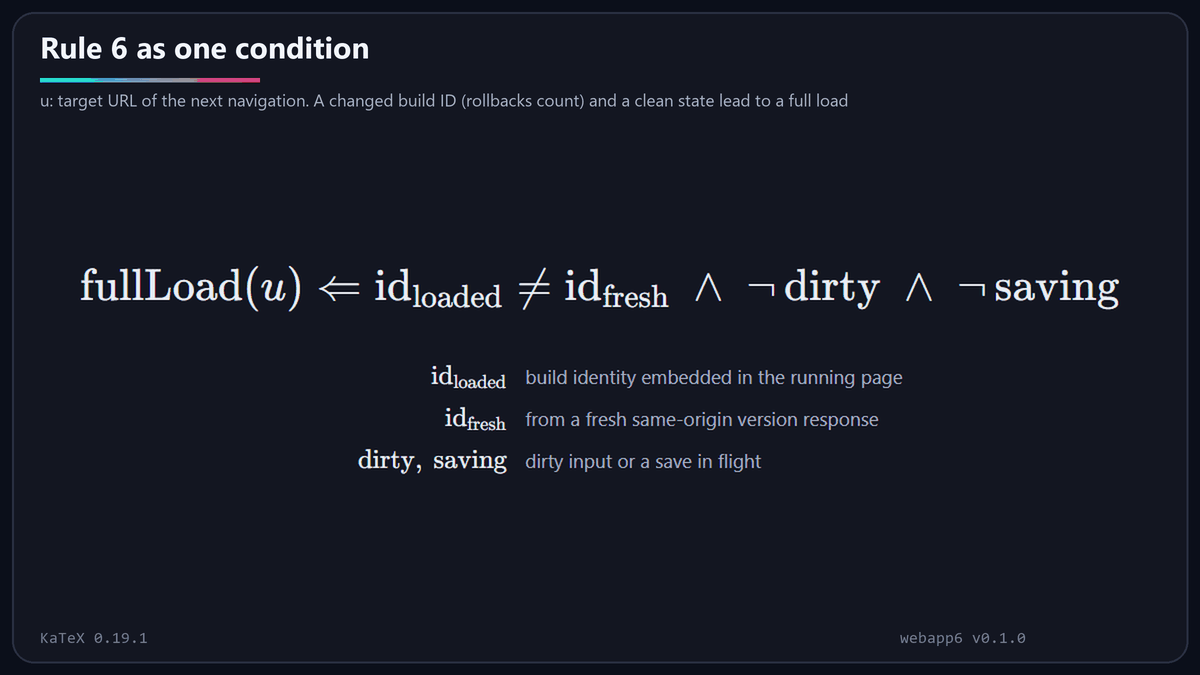 Rule 6 as one condition
u: target URL of the next navigation. A changed build ID (rollbacks count) and a clean state lead to a full load
fullLoad(u) ⟸ id_loaded ≠ id_fresh ∧ ¬ dirty ∧ ¬ saving
id_loaded build identity embedded in the running page
id_fresh from a fresh same-origin version response
dirty, saving dirty input or a save in flight
KaTeX 0.19.1
webapp6 v0.1.0